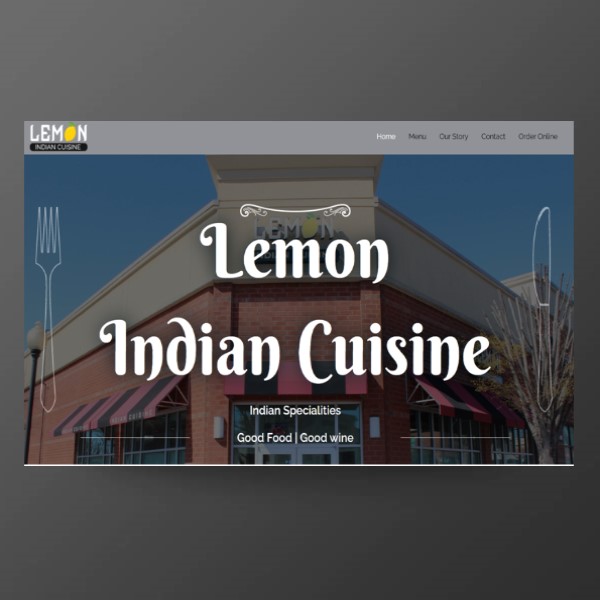 LEMON
INDIAN CUISINE
Home Menu Our Story Contact Order Online
LEMON
Lemon
Indian Cuisine
Indian Specialities
Good Food | Good wine